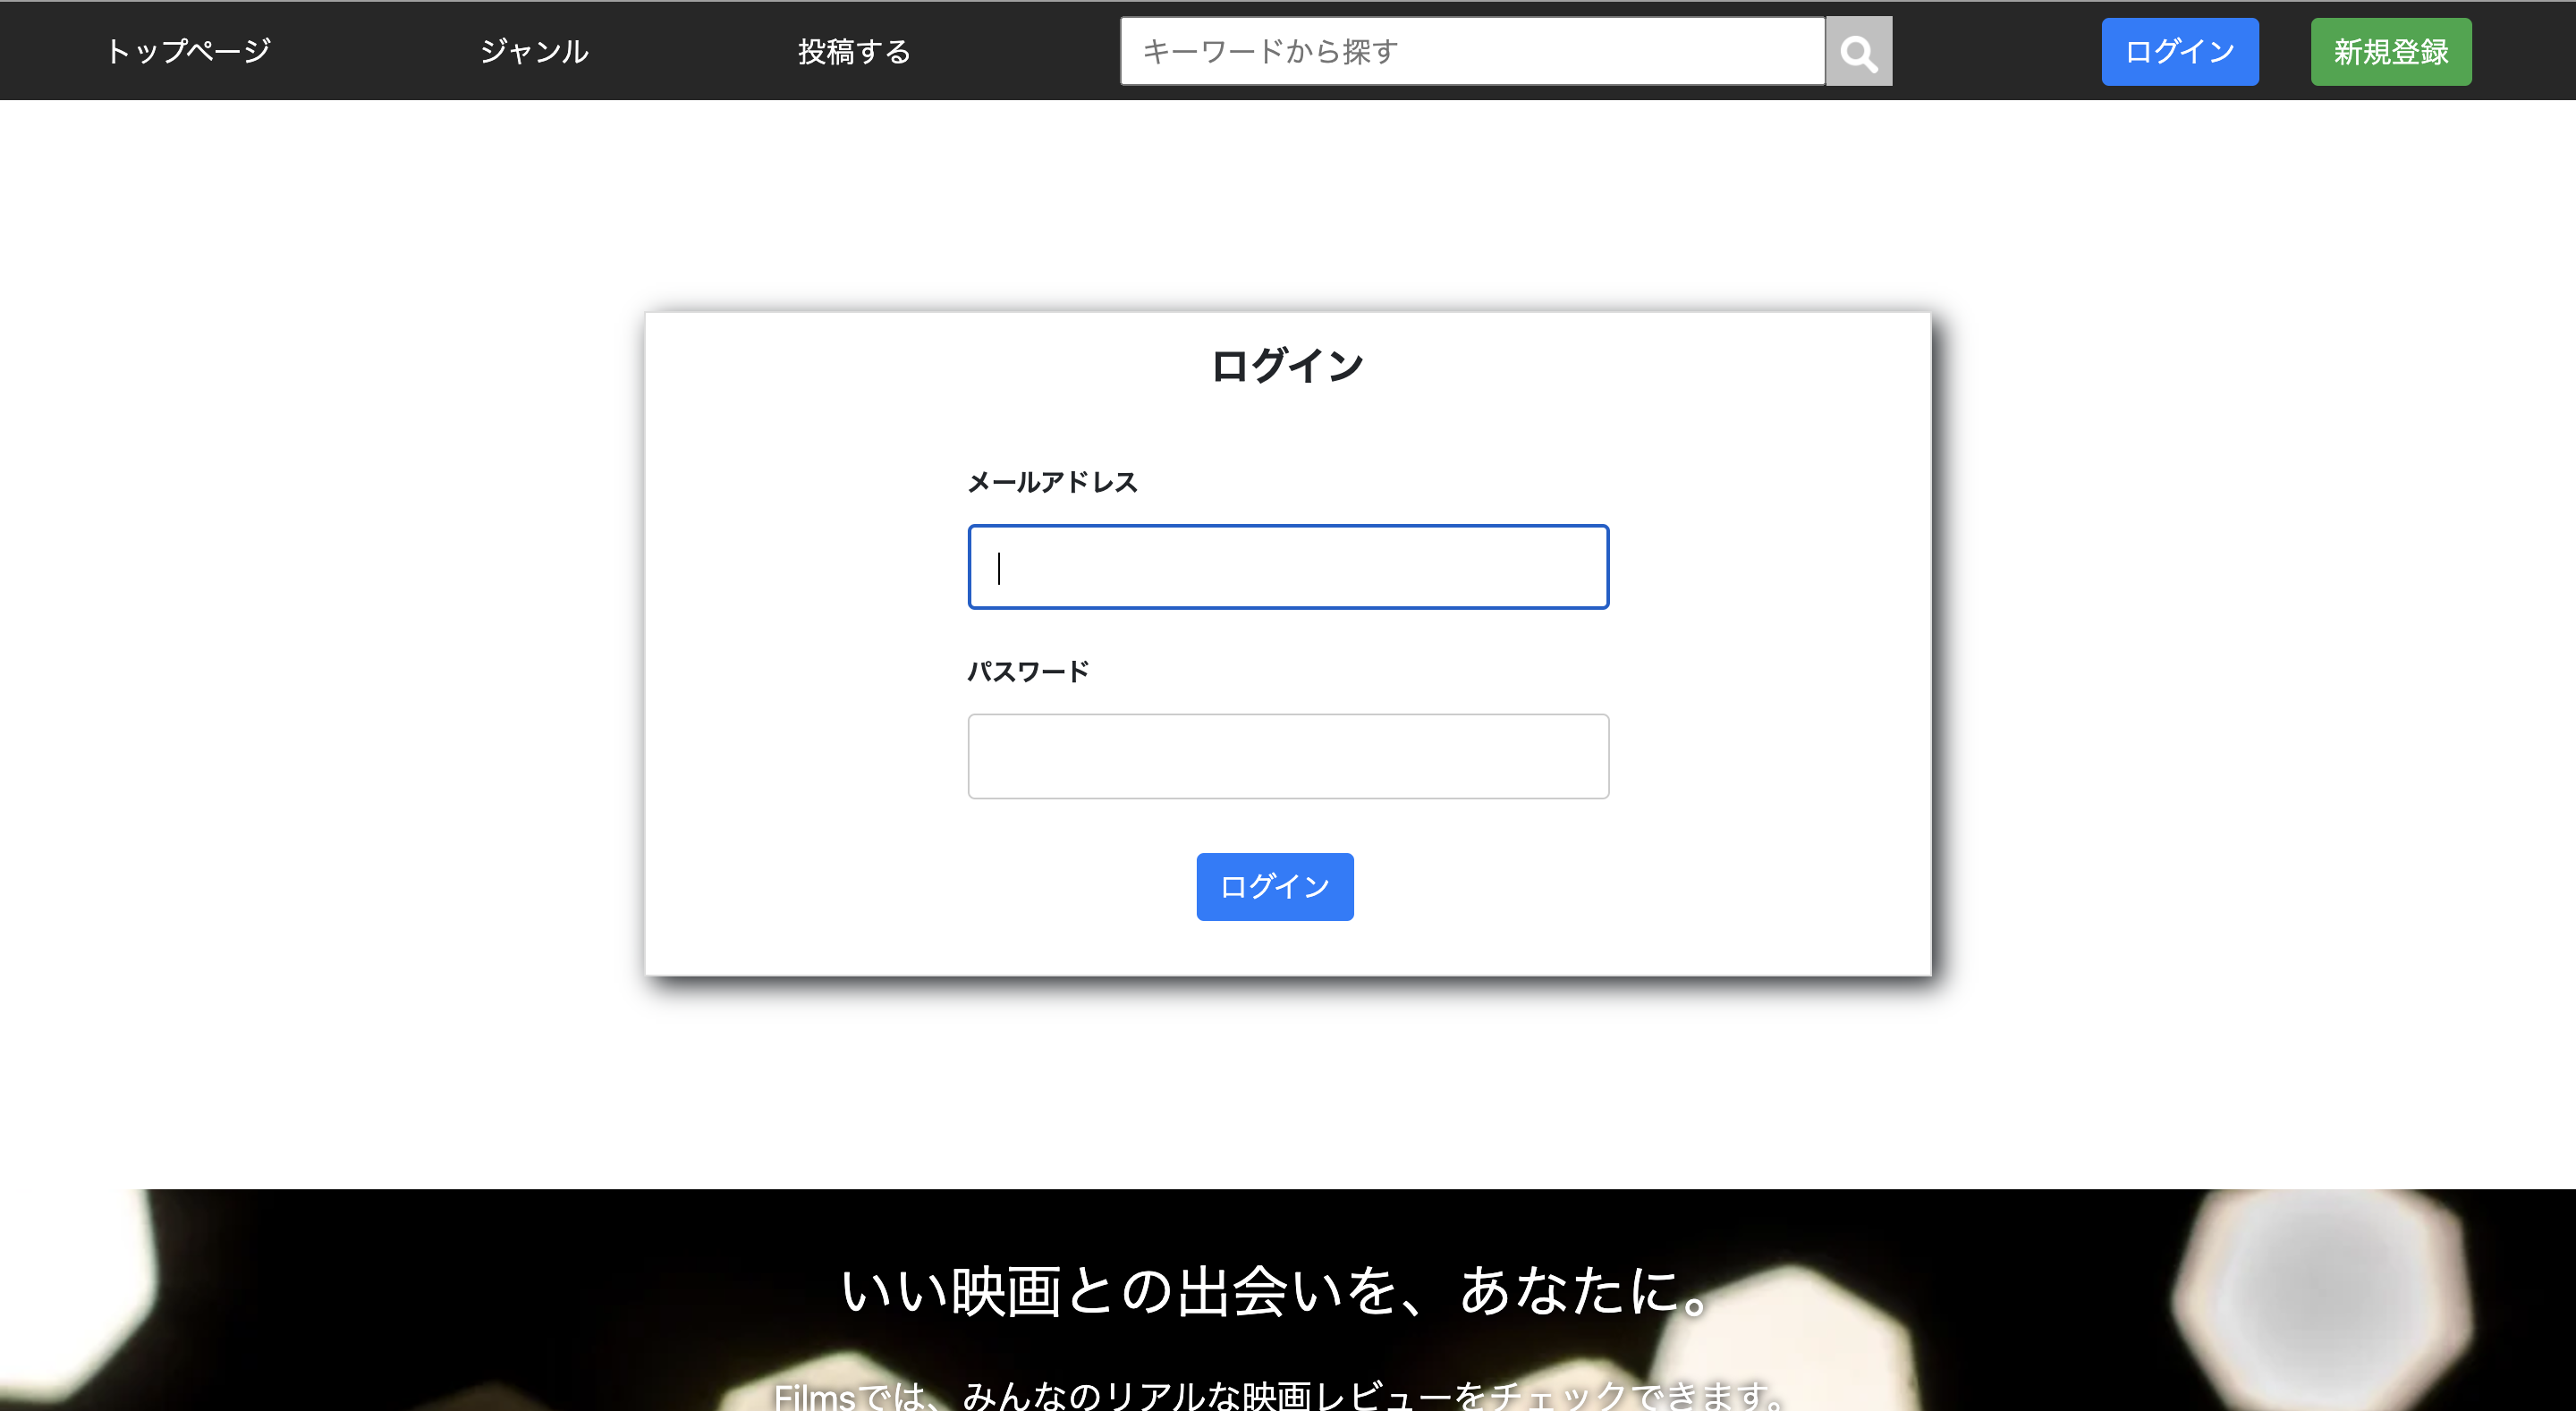 トップページ
ジャンル
投稿する
キーワードから探す
ログイン
新規登録
ログイン
メールアドレス
パスワード
ログイン
いい映画との出会いを、あなたに。
Filmsでは、みんなのリアルな映画レビューをチェックできます。